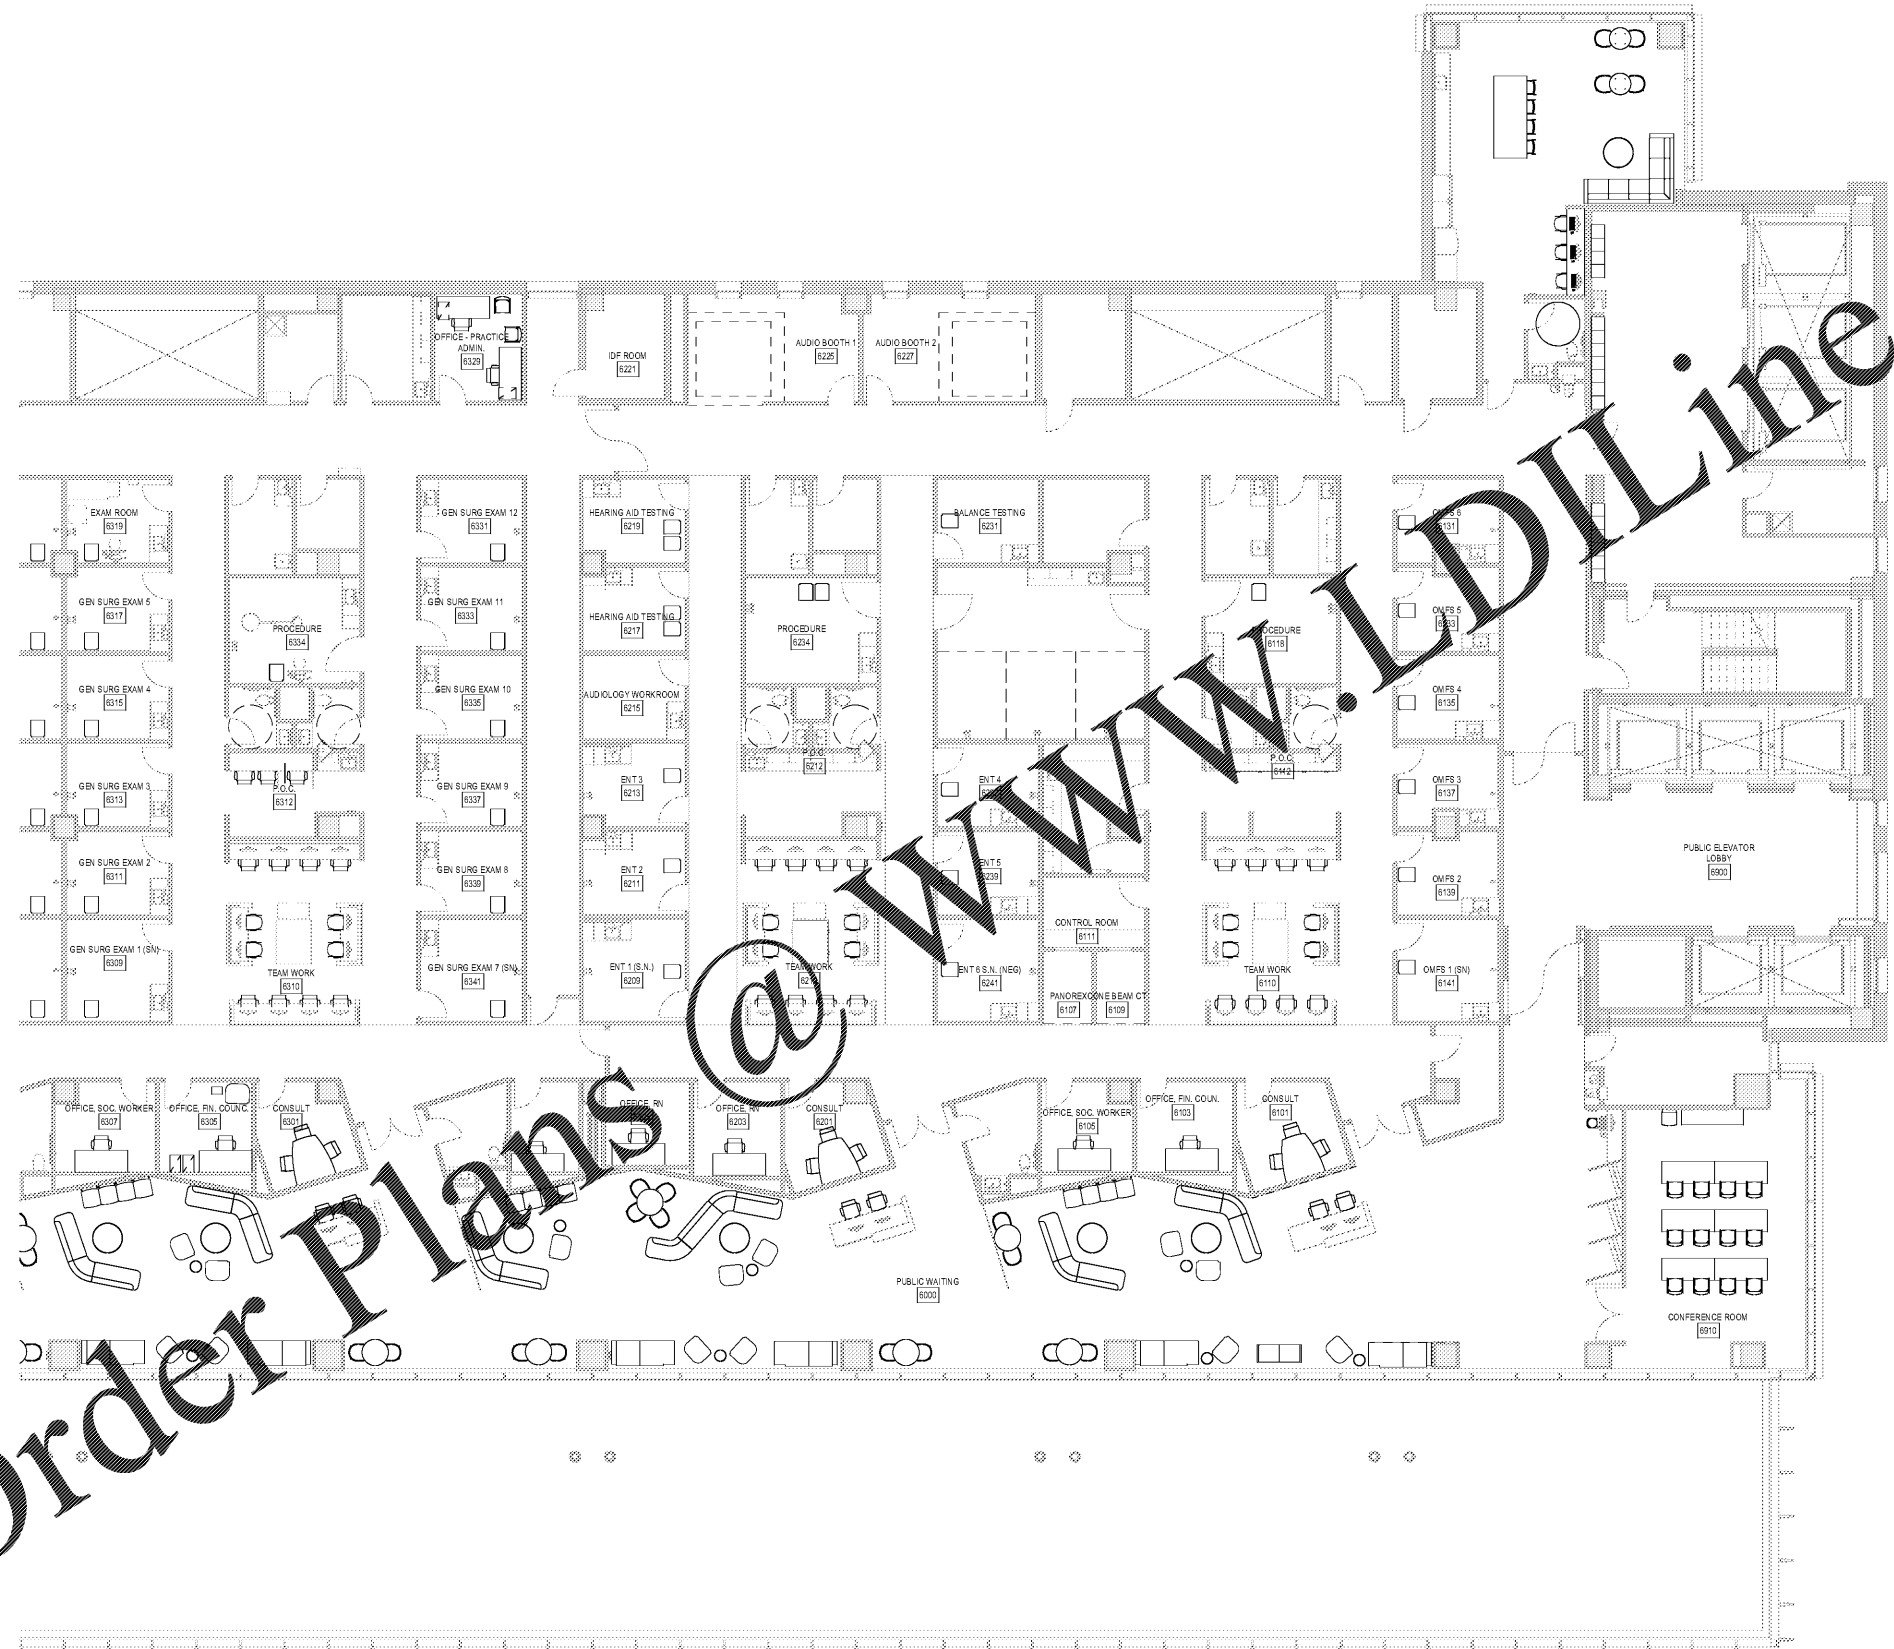 OFFICE - PRACTICE
ADMIN.
6329
IDF ROOM
6221
AUDIO BOOTH 1
6225
AUDIO BOOTH 2
6227
EXAM ROOM
6319
GEN SURG EXAM 12
6331
HEARING AID TESTING
6219
BALANCE TESTING
6231
OMFS 6
6131
GEN SURG EXAM 5
6317
PROCEDURE
6334
GEN SURG EXAM 11
6333
HEARING AID TESTING
6217
PROCEDURE
6234
PROCEDURE
6118
OMFS 5
6133
GEN SURG EXAM 4
6315
GEN SURG EXAM 10
6335
AUDIOLOGY WORKROOM
6215
OMFS 4
6135
GEN SURG EXAM 3
6313
P.O.C.
6312
GEN SURG EXAM 9
6337
ENT 3
6213
P.O.C.
6212
ENT 4
P.O.C.
6112
OMFS 3
6137
GEN SURG EXAM 2
6311
GEN SURG EXAM 8
6339
ENT 2
6211
ENT 5
6239
OMFS 2
6139
PUBLIC ELEVATOR
LOBBY
6900
GEN SURG EXAM 1 (SN)
6309
TEAM WORK
6310
GEN SURG EXAM 7 (SN)
6341
ENT 1 (S.N.)
6209
TEAM WORK
ENT 6 S.N. (NEG)
6241
CONTROL ROOM
6111
PANOREX
6107
CONE BEAM CT
6109
TEAM WORK
6110
OMFS 1 (SN)
6141
OFFICE, SOC. WORKER
6307
OFFICE, FIN. COUNC.
6305
CONSULT
6301
OFFICE, RN
OFFICE, RN
6203
CONSULT
6201
OFFICE, SOC. WORKER
6105
OFFICE, FIN. COUN.
6103
CONSULT
6101
PUBLIC WAITING
6000
CONFERENCE ROOM
6910
Order Plans @ www.LDILine